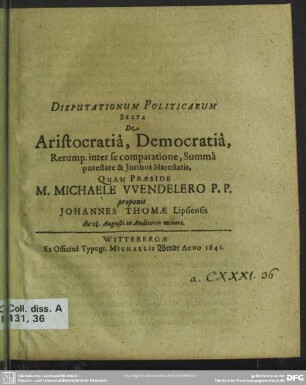 DISPUTATIONUM POLITICARUM
SEXTA
DE
Aristocratiâ, Democratiâ,
Rerump. inter se comparatione, Summâ
potestate & Juribus Majestatis,
QUAM PRÆSIDE
M. MICHAELE VVENDELERO P. P.
proponit
JOHANNES THOMÆ Lipsiensis
die 28. Augusti in Auditorio minori.
WITTEBERGÆ
Ex Officinâ Typogr. MICHAELIS Wendt ANNO 1641.
a. CXXXI. 36
Coll. diss. A
131, 36
DFG